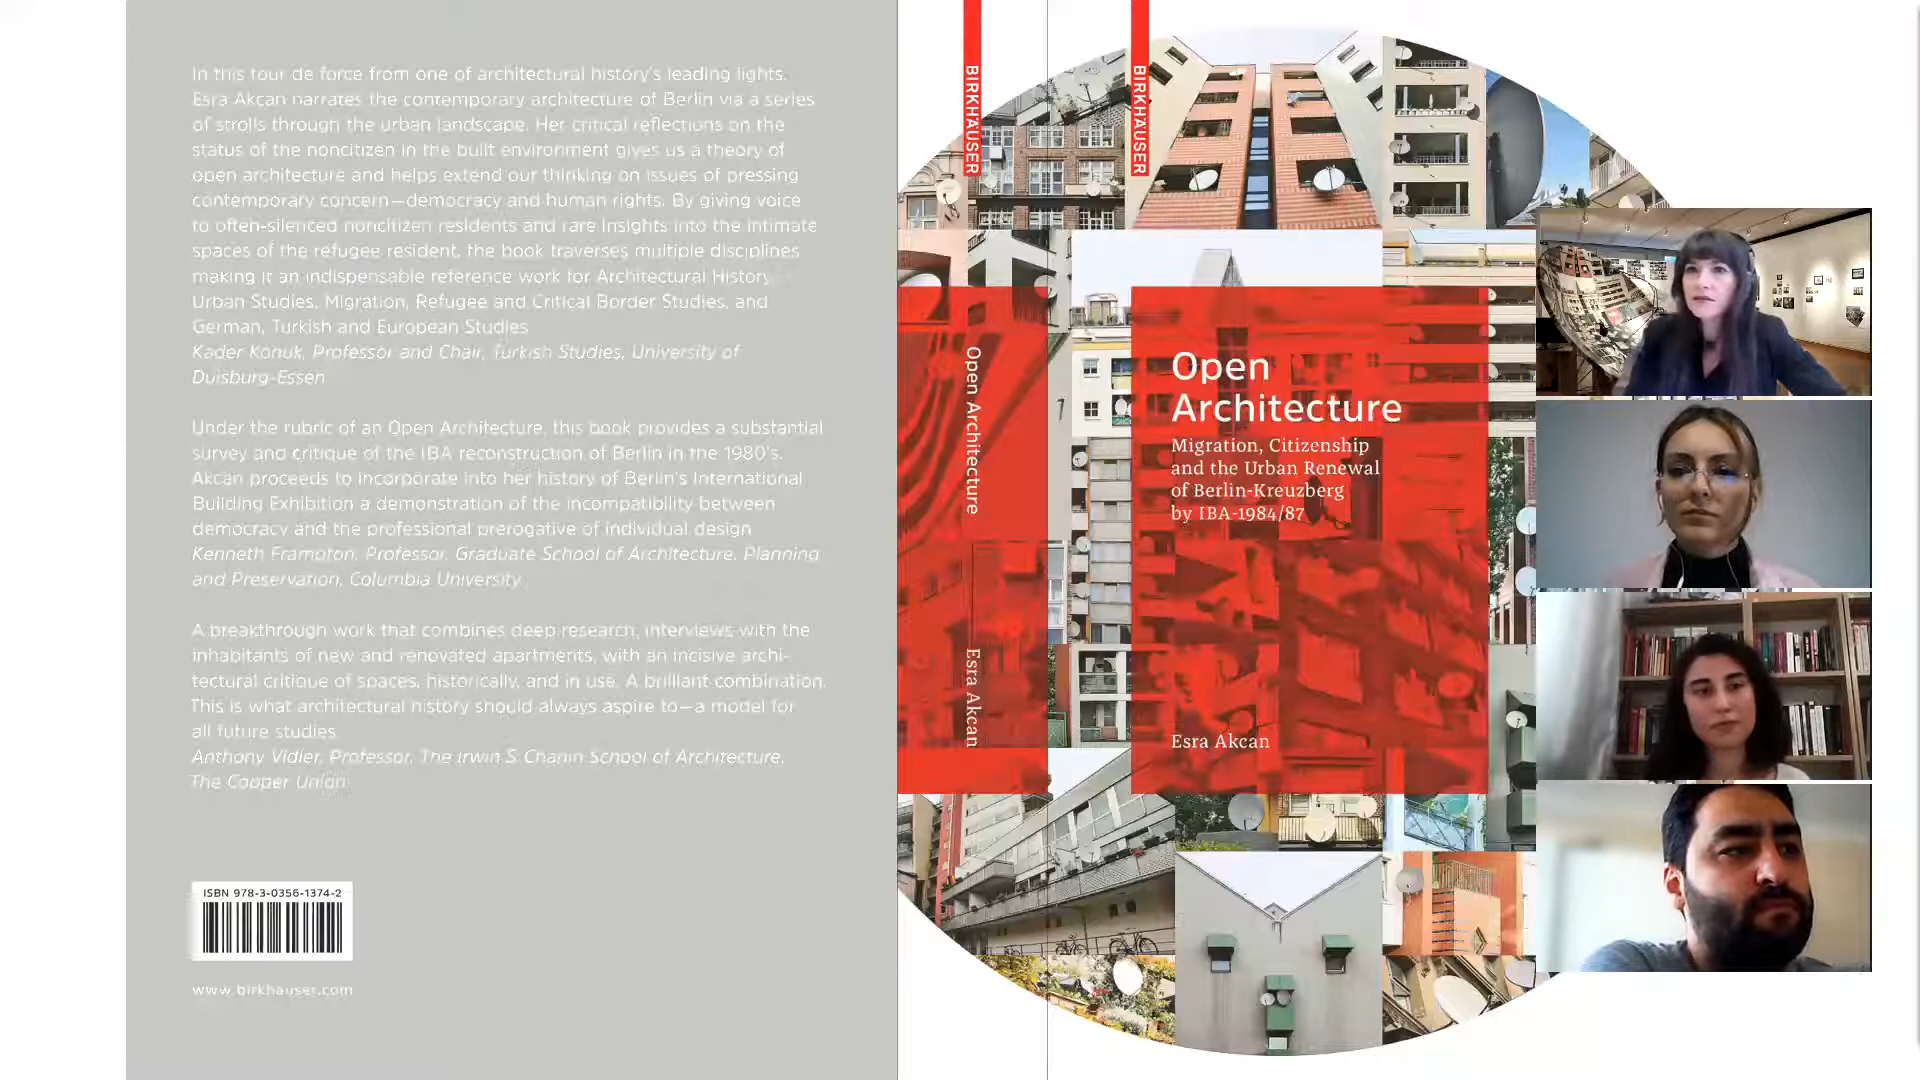 In this tour de force from one of architectural history's leading lights,
Esra Akcan narrates the contemporary architecture of Berlin via a series
of strolls through the urban landscape. Her critical reflections on the
status of the noncitizen in the built environment gives us a theory of
open architecture and helps extend our thinking on issues of pressing
contemporary concern—democracy and human rights. By giving voice
to often-silenced noncitizen residents and rare insights into the intimate
spaces of the refugee resident, the book traverses multiple disciplines
making it an indispensable reference work for Architectural History,
Urban Studies, Migration, Refugee and Critical Border Studies, and
German, Turkish and European Studies
Kader Konuk, Professor and Chair, Turkish Studies, University of
Duisburg-Essen
Under the rubric of an Open Architecture, this book provides a substantial
survey and critique of the IBA reconstruction of Berlin in the 1980's.
Akcan proceeds to incorporate into her history of Berlin's International
Building Exhibition a demonstration of the incompatibility between
democracy and the professional prerogative of individual design
Kenneth Frampton, Professor, Graduate School of Architecture, Planning
and Preservation, Columbia University
A breakthrough work that combines deep research, interviews with the
inhabitants of new and renovated apartments, with an incisive archi-
tectural critique of spaces, historically, and in use. A brilliant combination.
This is what architectural history should always aspire to—a model for
all future studies
Anthony Vidler, Professor, The Irwin S. Chanin School of Architecture,
The Cooper Union
ISBN 978-3-0356-1374-2
www.birkhauser.com
BIRKHÄUSER
Open Architecture
Esra Akcan
BIRKHÄUSER
Open
Architecture
Migration, Citizenship
and the Urban Renewal
of Berlin-Kreuzberg
by IBA-1984/87
Esra Akcan